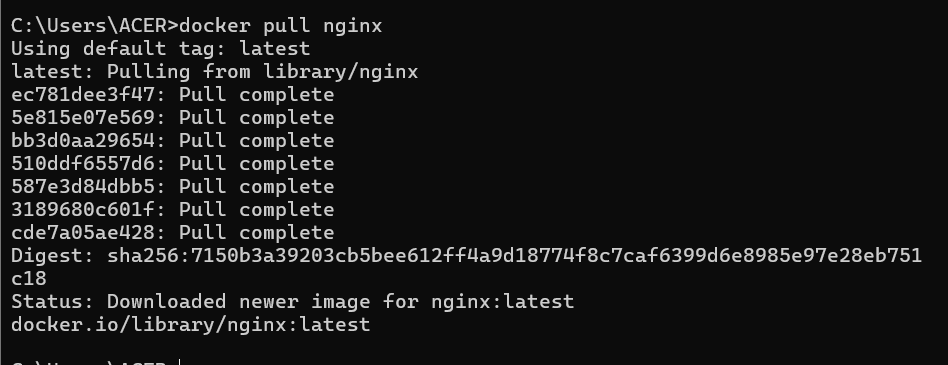 C:\Users\ACER>docker pull nginx
Using default tag: latest
latest: Pulling from library/nginx
ec781dee3f47: Pull complete
5e815e07e569: Pull complete
bb3d0aa29654: Pull complete
510ddf6557d6: Pull complete
587e3d84dbb5: Pull complete
3189680c601f: Pull complete
cde7a05ae428: Pull complete
Digest: sha256:7150b3a39203cb5bee612ff4a9d18774f8c7caf6399d6e8985e97e28eb751
c18
Status: Downloaded newer image for nginx:latest
docker.io/library/nginx:latest